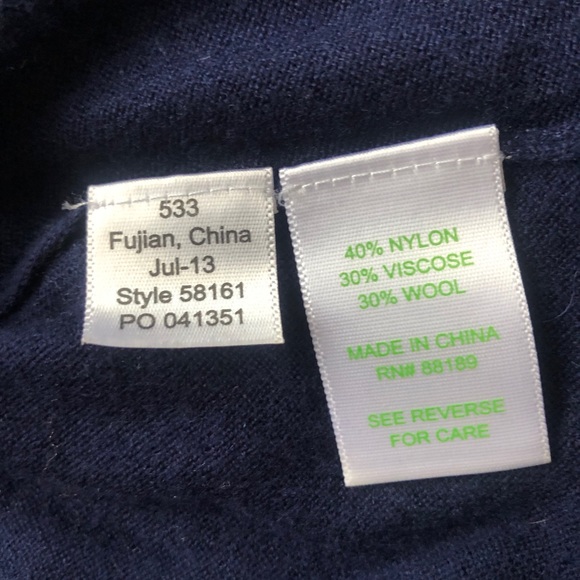 533
Fujian, China
Jul-13
Style 58161
PO 041351
40% NYLON
30% VISCOSE
30% WOOL
MADE IN CHINA
RN# 88189
SEE REVERSE
FOR CARE